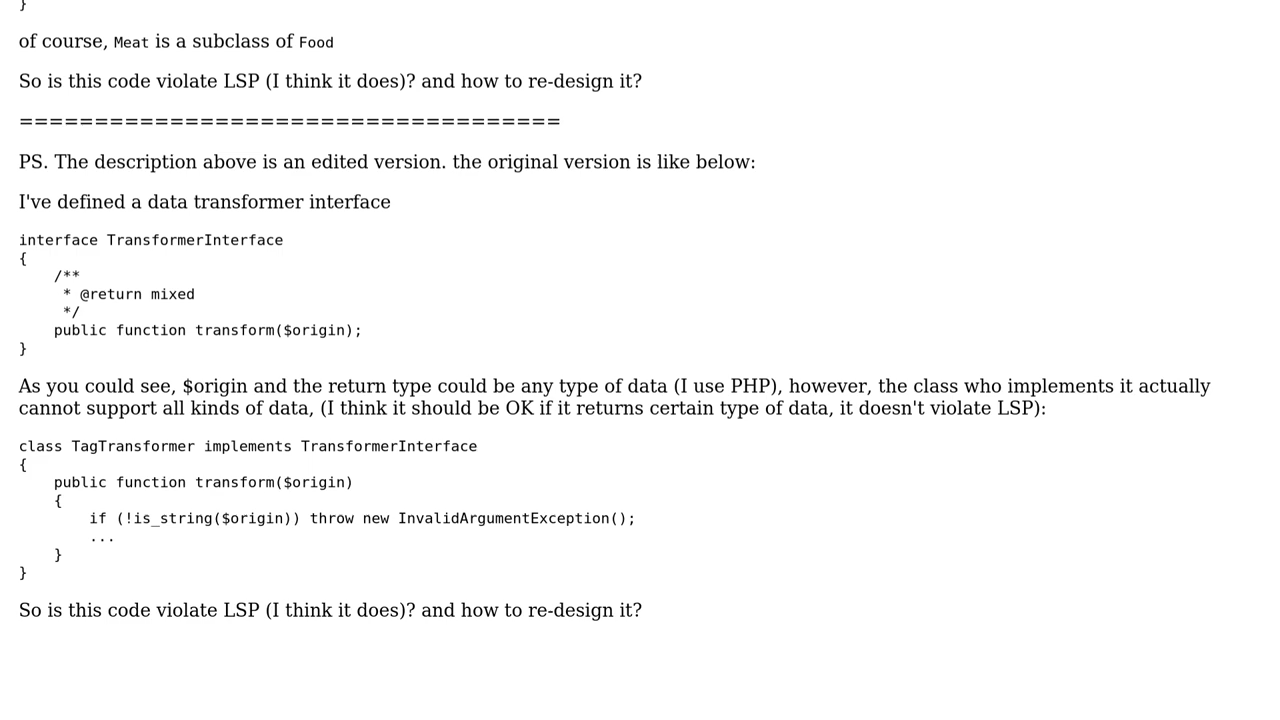 }
of course, Meat is a subclass of Food
So is this code violate LSP (I think it does)? and how to re-design it?
====================================
PS. The description above is an edited version. the original version is like below:
I've defined a data transformer interface
interface TransformerInterface
{
    /**
     * @return mixed
     */
    public function transform($origin);
}
As you could see, $origin and the return type could be any type of data (I use PHP), however, the class who implements it actually
cannot support all kinds of data, (I think it should be OK if it returns certain type of data, it doesn't violate LSP):
class TagTransformer implements TransformerInterface
{
    public function transform($origin)
    {
        if (!is_string($origin)) throw new InvalidArgumentException();
        ...
    }
}
So is this code violate LSP (I think it does)? and how to re-design it?